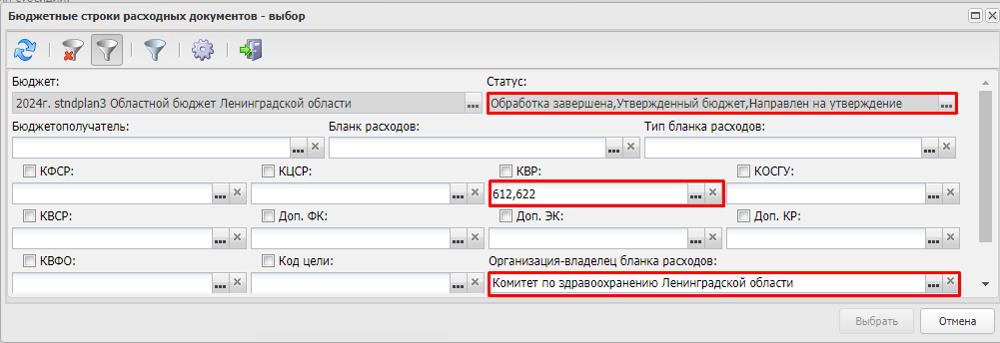 Бюджетные строки расходных документов - выбор
Бюджет: Статус:
2024г. stndplan3 Областной бюджет Ленинградской области ... Обработка завершена,Утвержденный бюджет,Направлен на утверждение ...
Бюджетополучатель: Бланк расходов: Тип бланка расходов:
КФСР: КЦСР: КВР: КОСГУ:
612,622
КВСР: Доп. ФК: Доп. ЭК: Доп. КР:
КВФО: Код цели: Организация-владелец бланка расходов:
Комитет по здравоохранению Ленинградской области
Выбрать Отмена